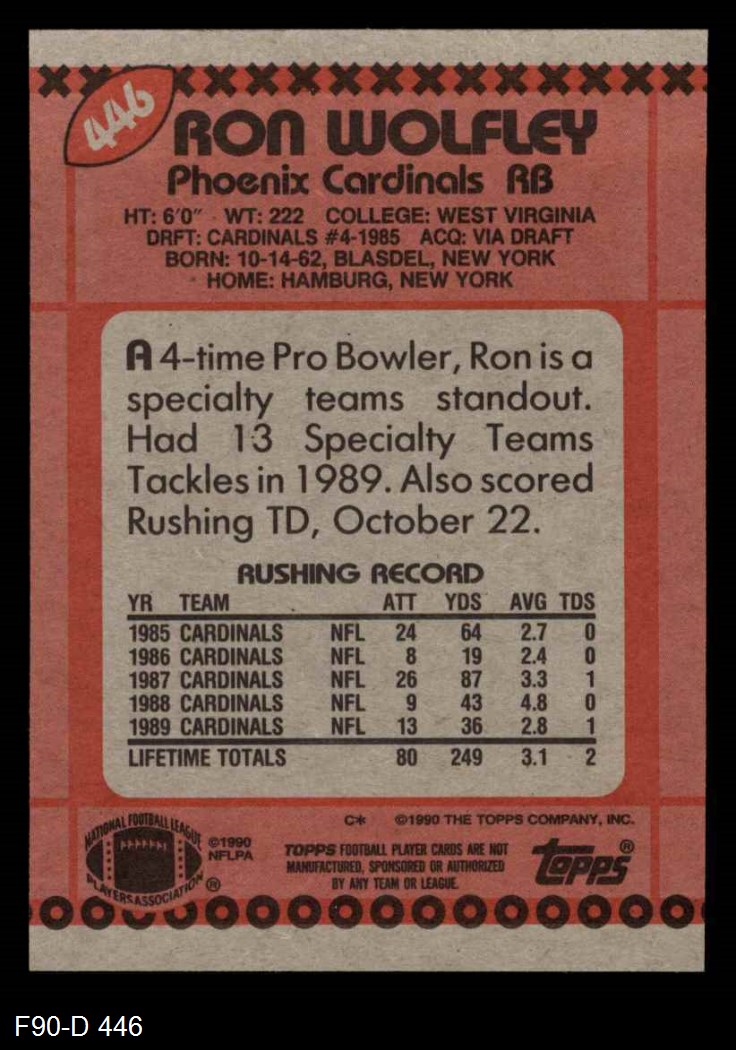 446
RON WOLFLEY
Phoenix Cardinals RB
HT: 6'0" WT: 222 COLLEGE: WEST VIRGINIA
DRFT: CARDINALS #4-1985 ACQ: VIA DRAFT
BORN: 10-14-62, BLASDEL, NEW YORK
HOME: HAMBURG, NEW YORK
A 4-time Pro Bowler, Ron is a
specialty teams standout.
Had 13 Specialty Teams
Tackles in 1989. Also scored
Rushing TD, October 22.
RUSHING RECORD
YR TEAM ATT YDS AVG TDS
1985 CARDINALS NFL 24 64 2.7 0
1986 CARDINALS NFL 8 19 2.4 0
1987 CARDINALS NFL 26 87 3.3 1
1988 CARDINALS NFL 9 43 4.8 0
1989 CARDINALS NFL 13 36 2.8 1
LIFETIME TOTALS 80 249 3.1 2
C* ©1990 THE TOPPS COMPANY, INC.
NATIONAL FOOTBALL LEAGUE
PLAYERS ASSOCIATION ®
©1990
NFLPA
TOPPS FOOTBALL PLAYER CARDS ARE NOT
MANUFACTURED, SPONSORED OR AUTHORIZED
BY ANY TEAM OR LEAGUE.
topps®
F90-D 446